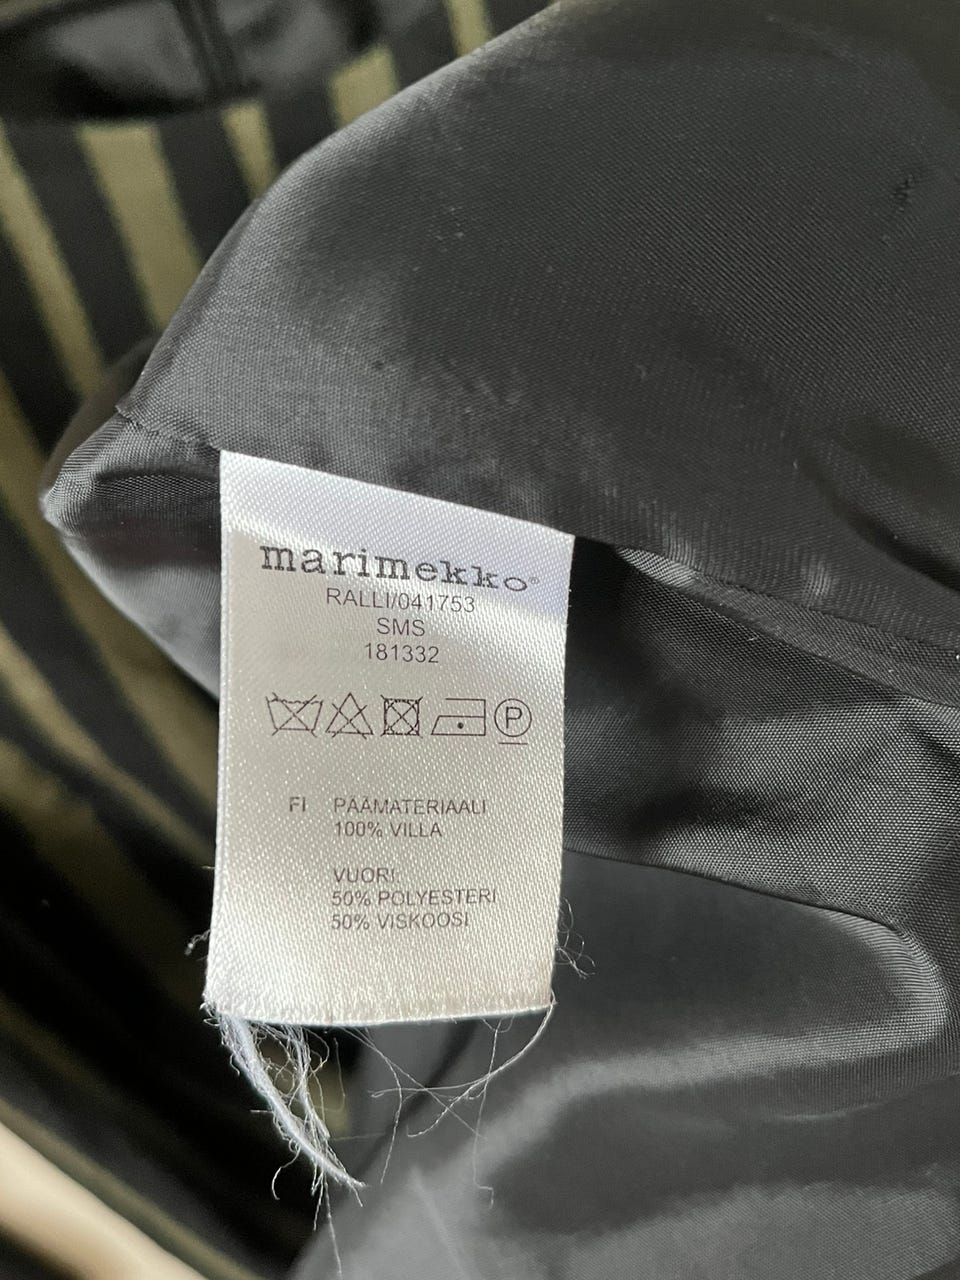 marimekko®
RALLI/041753
SMS
181332
P
FI PÄÄMATERIAALI
100% VILLA
VUORI
50% POLYESTERI
50% VISKOOSI